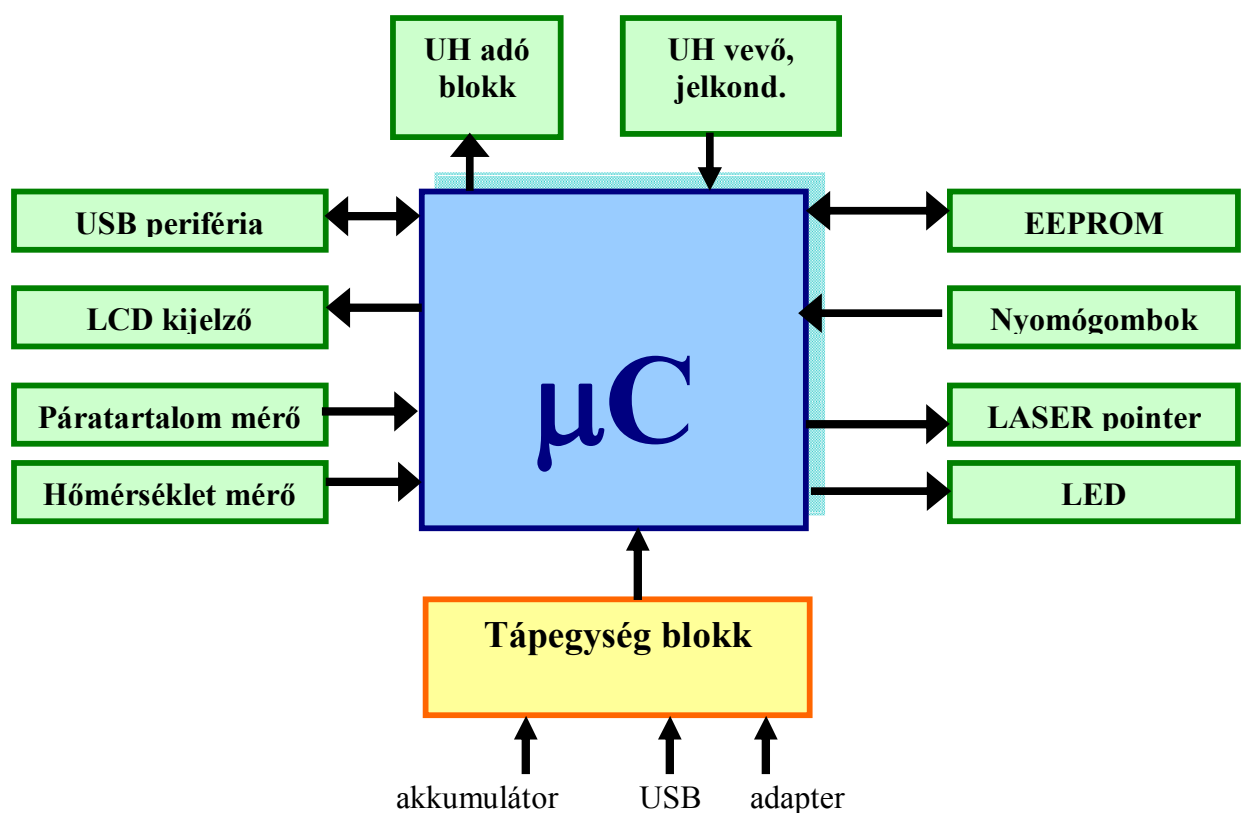 UH adó
blokk
UH vevő,
jelkond.
USB periféria
EEPROM
LCD kijelző
Nyomógombok
μC
Páratartalom mérő
LASER pointer
Hőmérséklet mérő
LED
Tápegység blokk
akkumulátor
USB
adapter